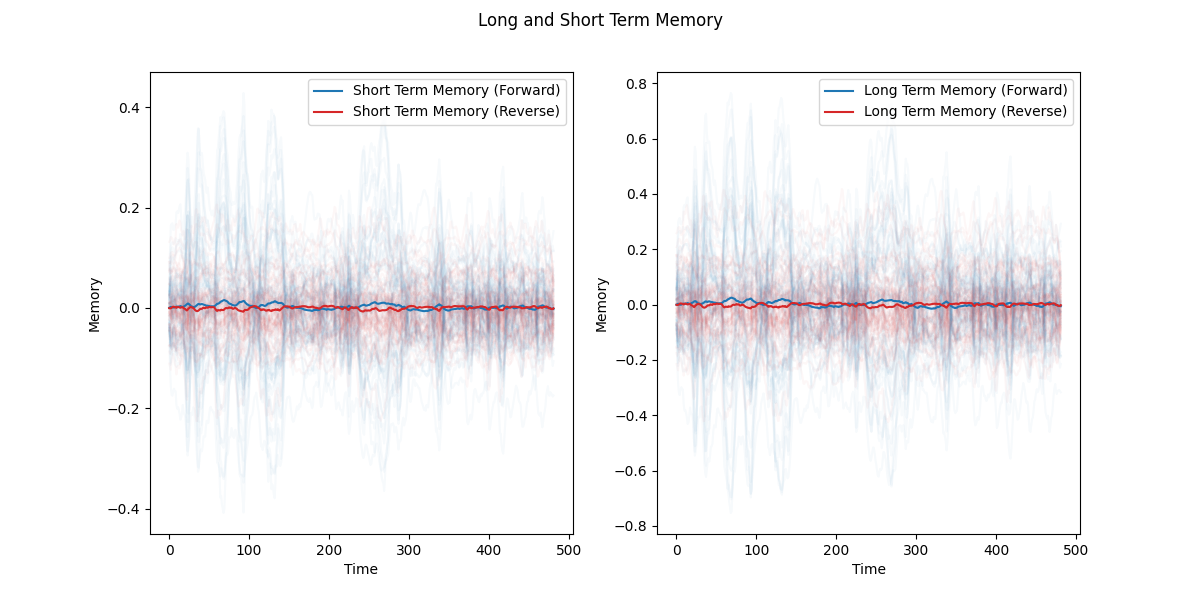 Long and Short Term Memory
Short Term Memory (Forward)
Short Term Memory (Reverse)
0.4
0.2
0.0
−0.2
−0.4
Memory
0
100
200
300
400
500
Time
Long Term Memory (Forward)
Long Term Memory (Reverse)
0.8
0.6
0.4
0.2
0.0
−0.2
−0.4
−0.6
−0.8
Memory
0
100
200
300
400
500
Time